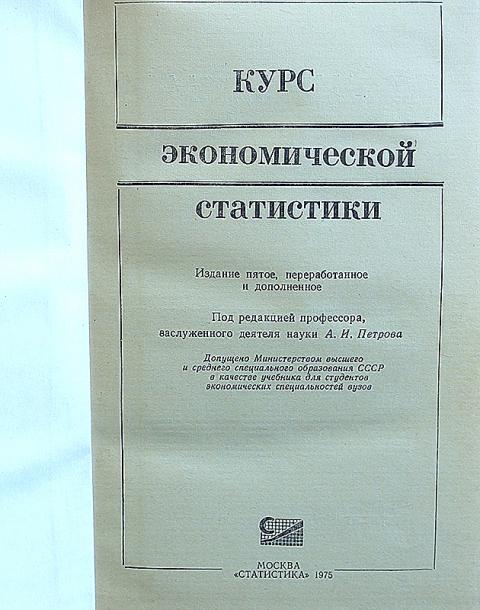 КУРС
ЭКОНОМИЧЕСКОЙ
СТАТИСТИКИ
Издание пятое, переработанное
и дополненное
Под редакцией профессора,
заслуженного деятеля науки А. И. Петрова
Допущено Министерством высшего
и среднего специального образования СССР
в качестве учебника для студентов
экономических специальностей вузов
МОСКВА
«СТАТИСТИКА» 1975